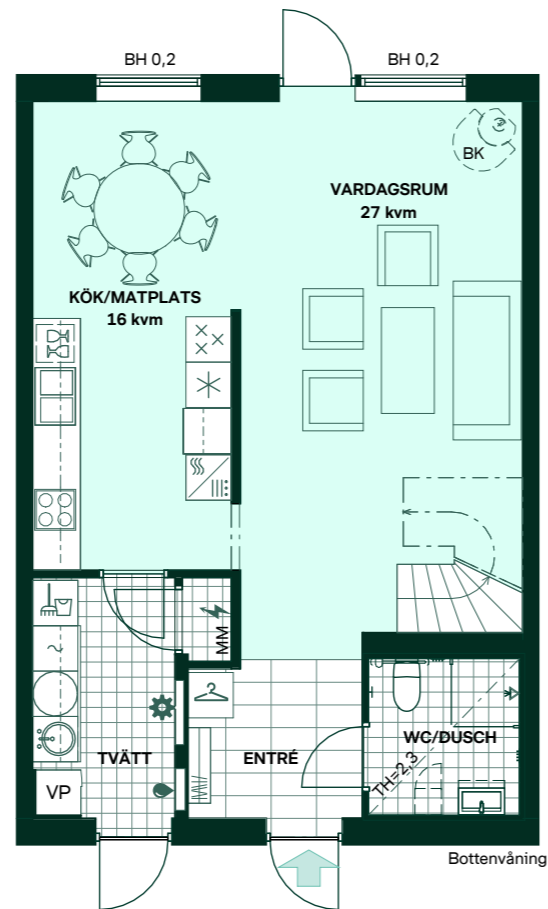 BH 0,2
BH 0,2
BK
VARDAGSRUM
27 kvm
KÖK/MATPLATS
16 kvm
MM
TVÄTT
ENTRÉ
WC/DUSCH
TH=2,3
VP
Bottenvåning